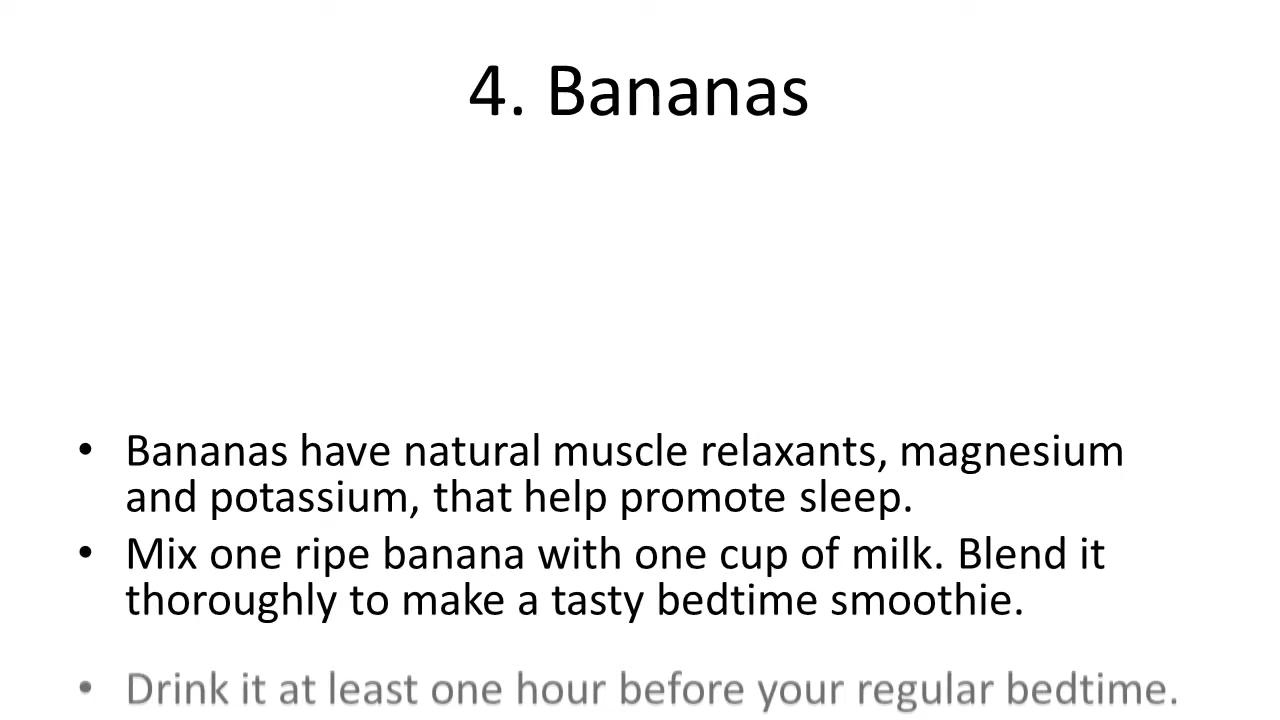 4. Bananas
• Bananas have natural muscle relaxants, magnesium
and potassium, that help promote sleep.
• Mix one ripe banana with one cup of milk. Blend it
thoroughly to make a tasty bedtime smoothie.
• Drink it at least one hour before your regular bedtime.